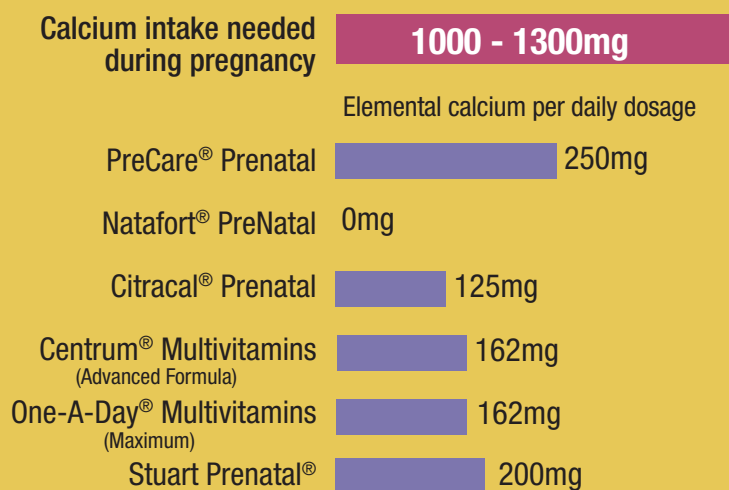 Calcium intake needed
during pregnancy
1000 - 1300mg
Elemental calcium per daily dosage
PreCare® Prenatal 250mg
Natafort® PreNatal 0mg
Citracal® Prenatal 125mg
Centrum® Multivitamins 162mg
(Advanced Formula)
One-A-Day® Multivitamins 162mg
(Maximum)
Stuart Prenatal® 200mg